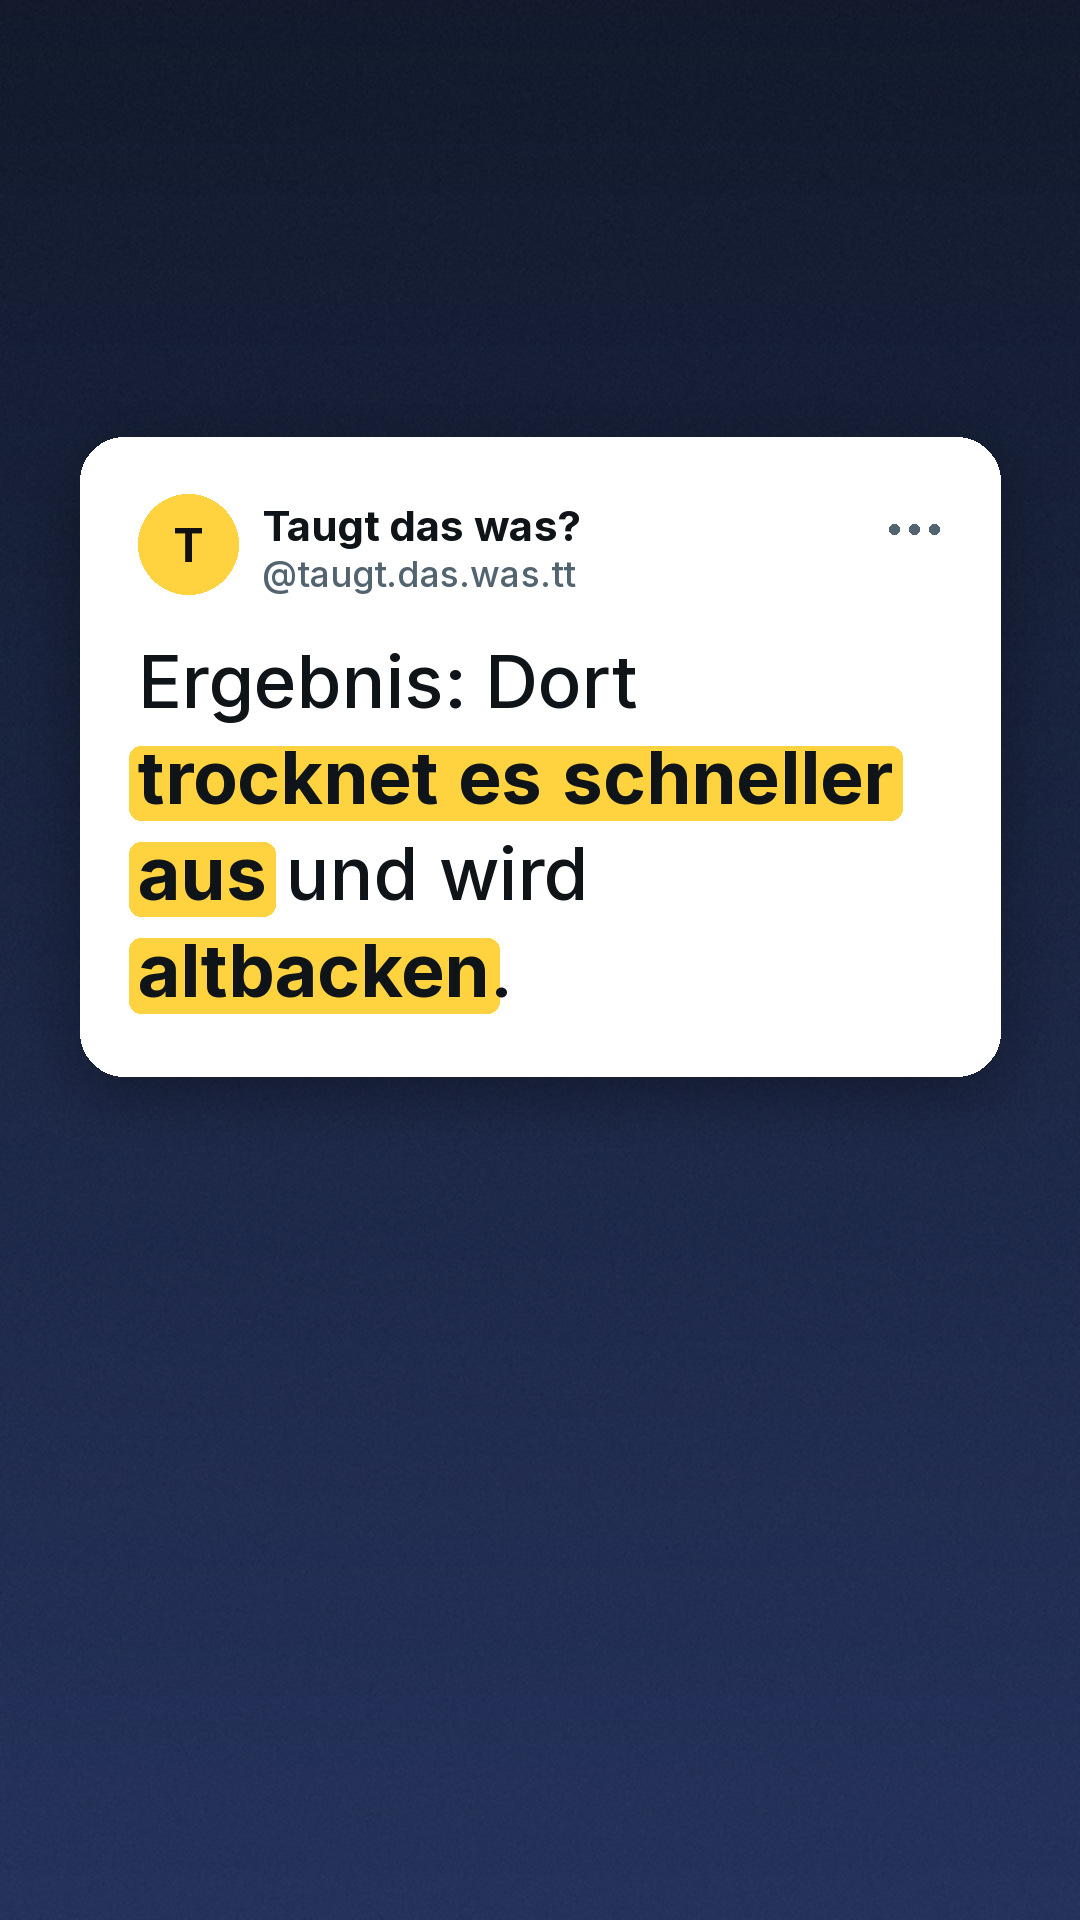 T
Taugt das was?
@taugt.das.was.tt
Ergebnis: Dort
trocknet es schneller
aus und wird
altbacken.